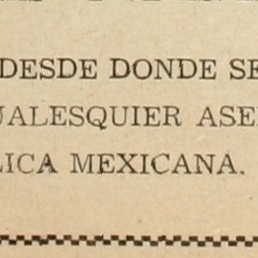 DESDE DONDE SE
UALESQUIER ASE
LICA MEXICANA.